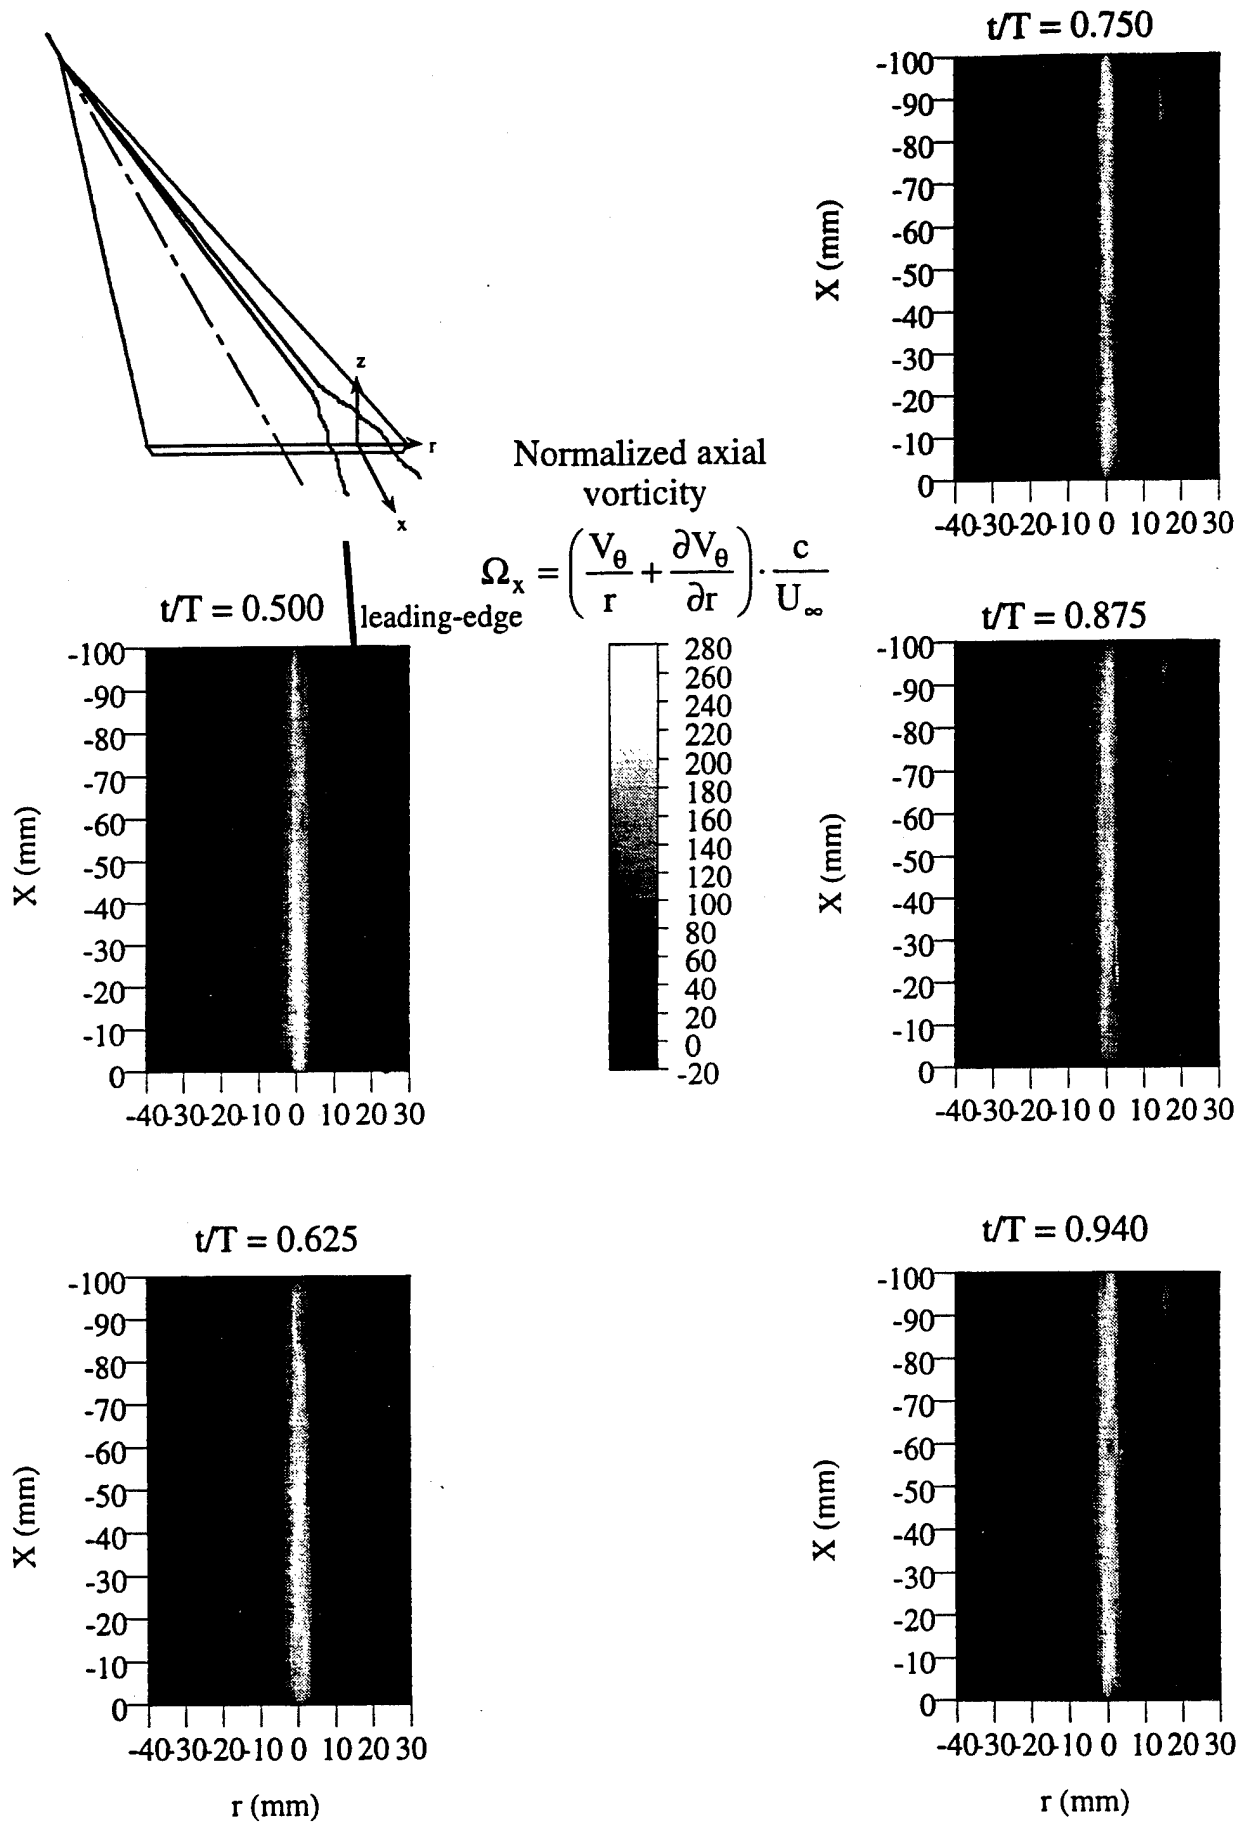 z
r
x
Normalized axial
vorticity
Ωx = (Vθ/r + ∂Vθ/∂r) · c/U∞
280
260
240
220
200
180
160
140
120
100
80
60
40
20
0
-20
t/T = 0.500
leading-edge
X (mm)
-100
-90
-80
-70
-60
-50
-40
-30
-20
-10
0
-40 -30 -20 -10 0 10 20 30
t/T = 0.625
X (mm)
-100
-90
-80
-70
-60
-50
-40
-30
-20
-10
0
-40 -30 -20 -10 0 10 20 30
r (mm)
t/T = 0.750
X (mm)
-100
-90
-80
-70
-60
-50
-40
-30
-20
-10
0
-40 -30 -20 -10 0 10 20 30
t/T = 0.875
X (mm)
-100
-90
-80
-70
-60
-50
-40
-30
-20
-10
0
-40 -30 -20 -10 0 10 20 30
t/T = 0.940
X (mm)
-100
-90
-80
-70
-60
-50
-40
-30
-20
-10
0
-40 -30 -20 -10 0 10 20 30
r (mm)